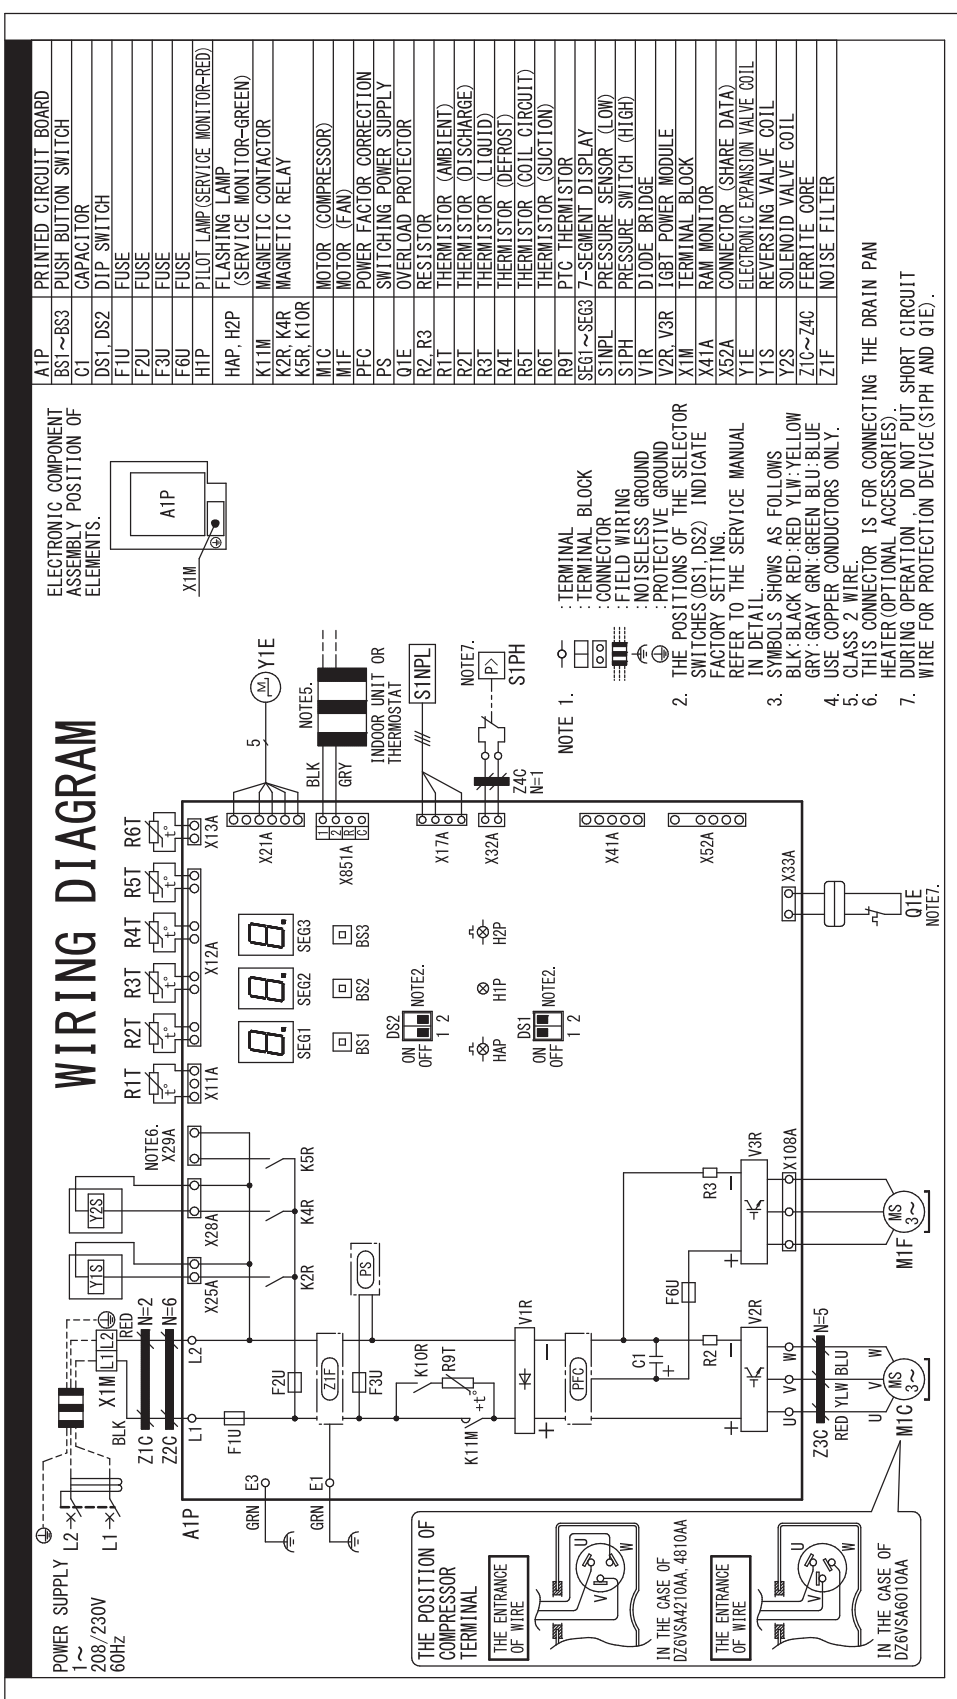 WIRING DIAGRAM
POWER SUPPLY
1～
208/230V
60Hz
L2
L1
X1M
L1 L2
BLK
RED
Z1C
N=2
Z2C
N=6
Y1S
Y2S
X25A
X28A
NOTE6.
X29A
R1T
R2T
R3T
R4T
R5T
R6T
t°
t°
t°
t°
t°
t°
X11A
X12A
X13A
A1P
L1
L2
F1U
F2U
Z1F
F3U
K2R
K4R
K5R
PS
GRN
E3
GRN
E1
K11M
K10R
R9T
+t°
V1R
+
−
PFC
C1
+
R2
R3
F6U
V2R
+
−
V3R
+
−
X108A
U
V
W
Z3C
N=5
RED
YLW
BLU
U
V
W
MS
3～
M1C
MS
3～
M1F
SEG1
SEG2
SEG3
BS1
BS2
BS3
DS2
ON
OFF
1 2
NOTE2.
HAP
H1P
H2P
DS1
ON
OFF
1 2
NOTE2.
X21A
5
M
Y1E
X851A
1
2
R
C
BLK
GRY
NOTE5.
INDOOR UNIT OR
THERMOSTAT
X17A
S1NPL
X32A
Z4C
N=1
NOTE7.
P>
S1PH
X41A
X52A
X33A
Q1E
NOTE7.
THE POSITION OF
COMPRESSOR
TERMINAL
THE ENTRANCE
OF WIRE
U
V
W
IN THE CASE OF
DZ6VSA4210AA, 4810AA
THE ENTRANCE
OF WIRE
U
V
W
IN THE CASE OF
DZ6VSA6010AA
ELECTRONIC COMPONENT
ASSEMBLY POSITION OF
ELEMENTS.
A1P
X1M
NOTE 1.
:TERMINAL
:TERMINAL BLOCK
:CONNECTOR
:FIELD WIRING
:NOISELESS GROUND
:PROTECTIVE GROUND
2. THE POSITIONS OF THE SELECTOR
SWITCHES(DS1,DS2) INDICATE
FACTORY SETTING.
REFER TO THE SERVICE MANUAL
IN DETAIL.
3. SYMBOLS SHOWS AS FOLLOWS
BLK:BLACK RED:RED YLW:YELLOW
GRY:GRAY GRN:GREEN BLU:BLUE
4. USE COPPER CONDUCTORS ONLY.
5. CLASS 2 WIRE.
6. THIS CONNECTOR IS FOR CONNECTING THE DRAIN PAN
HEATER(OPTIONAL ACCESSORIES).
7. DURING OPERATION , DO NOT PUT SHORT CIRCUIT
WIRE FOR PROTECTION DEVICE(S1PH AND Q1E).
A1P PRINTED CIRCUIT BOARD
BS1～BS3 PUSH BUTTON SWITCH
C1 CAPACITOR
DS1,DS2 DIP SWITCH
F1U FUSE
F2U FUSE
F3U FUSE
F6U FUSE
H1P PILOT LAMP(SERVICE MONITOR-RED)
HAP,H2P FLASHING LAMP
(SERVICE MONITOR-GREEN)
K11M MAGNETIC CONTACTOR
K2R,K4R MAGNETIC RELAY
K5R,K10R
M1C MOTOR (COMPRESSOR)
M1F MOTOR (FAN)
PFC POWER FACTOR CORRECTION
PS SWITCHING POWER SUPPLY
Q1E OVERLOAD PROTECTOR
R2,R3 RESISTOR
R1T THERMISTOR (AMBIENT)
R2T THERMISTOR (DISCHARGE)
R3T THERMISTOR (LIQUID)
R4T THERMISTOR (DEFROST)
R5T THERMISTOR (COIL CIRCUIT)
R6T THERMISTOR (SUCTION)
R9T PTC THERMISTOR
SEG1～SEG3 7-SEGMENT DISPLAY
S1NPL PRESSURE SENSOR (LOW)
S1PH PRESSURE SWITCH (HIGH)
V1R DIODE BRIDGE
V2R,V3R IGBT POWER MODULE
X1M TERMINAL BLOCK
X41A RAM MONITOR
X52A CONNECTOR (SHARE DATA)
Y1E ELECTRONIC EXPANSION VALVE COIL
Y1S REVERSING VALVE COIL
Y2S SOLENOID VALVE COIL
Z1C～Z4C FERRITE CORE
Z1F NOISE FILTER